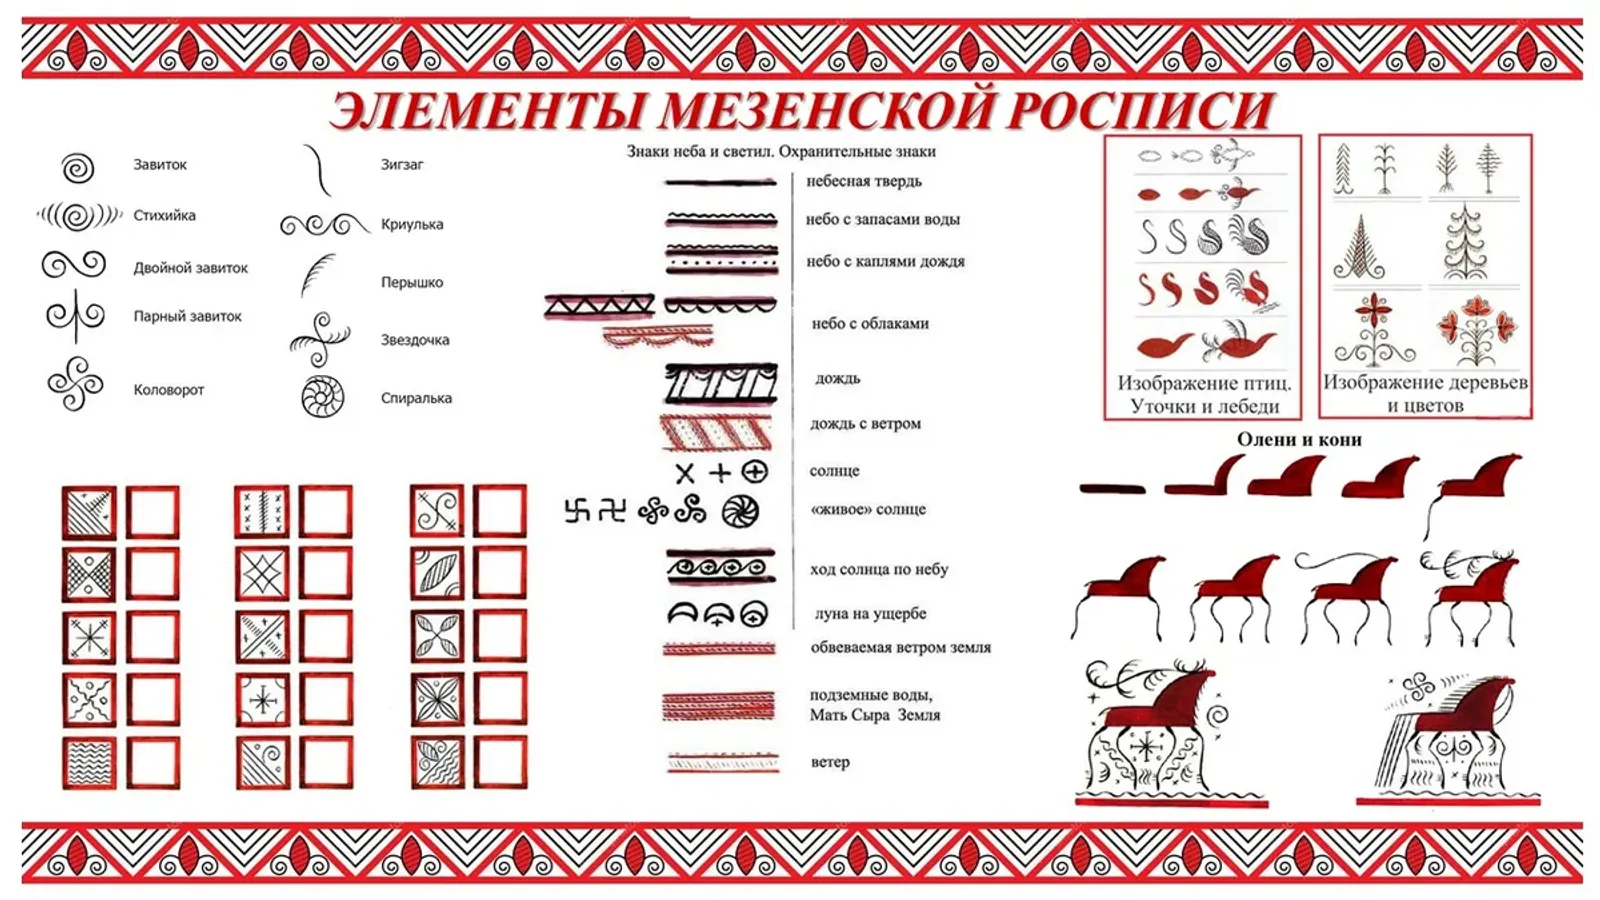 ЭЛЕМЕНТЫ МЕЗЕНСКОЙ РОСПИСИ
Завиток
Стихийка
Двойной завиток
Парный завиток
Коловорот
Зигзаг
Криулька
Перышко
Звездочка
Спиралька
Знаки неба и светил. Охранительные знаки
небесная твердь
небо с запасами воды
небо с каплями дождя
небо с облаками
дождь
дождь с ветром
солнце
«живое» солнце
ход солнца по небу
луна на ущербе
обвеваемая ветром земля
подземные воды,
Мать Сыра Земля
ветер
Изображение птиц.
Уточки и лебеди
Изображение деревьев
и цветов
Олени и кони